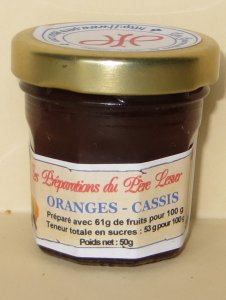 Les Préparations du Père Laser
ORANGES - CASSIS
Préparé avec 61g de fruits pour 100 g
Teneur totale en sucres : 53 g pour 100 g
Poids net : 50g